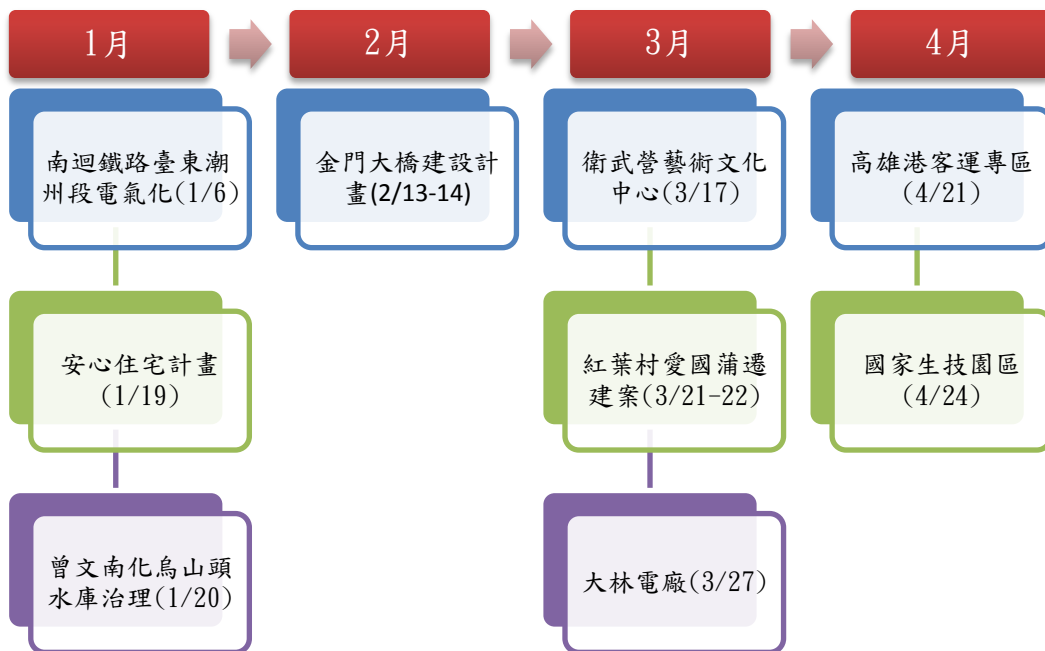 1月
2月
3月
4月
南迴鐵路臺東潮
州段電氣化(1/6)
金門大橋建設計
畫(2/13-14)
衛武營藝術文化
中心(3/17)
高雄港客運專區
(4/21)
安心住宅計畫
(1/19)
紅葉村愛國蒲遷
建案(3/21-22)
國家生技園區
(4/24)
曾文南化烏山頭
水庫治理(1/20)
大林電廠(3/27)